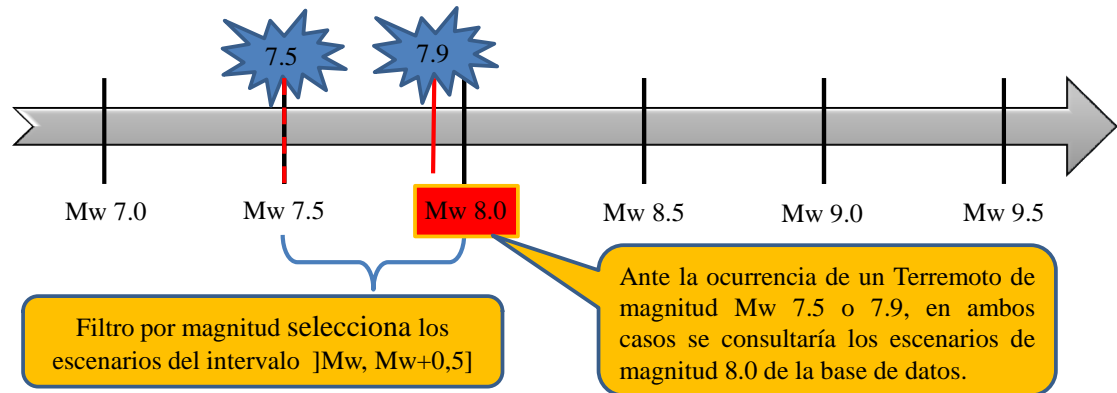 7.5
7.9
Mw 7.0
Mw 7.5
Mw 8.0
Mw 8.5
Mw 9.0
Mw 9.5
Filtro por magnitud selecciona los
escenarios del intervalo ]Mw, Mw+0,5]
Ante la ocurrencia de un Terremoto de
magnitud Mw 7.5 o 7.9, en ambos
casos se consultaría los escenarios de
magnitud 8.0 de la base de datos.